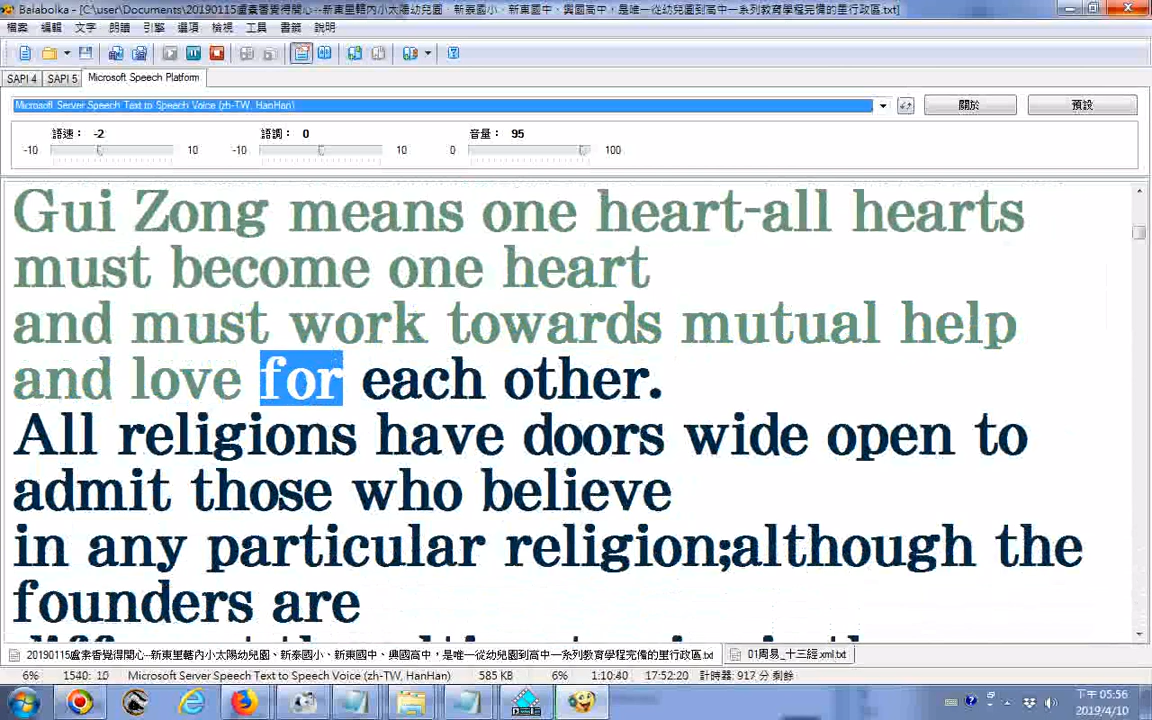 Balabolka - [C:\user\Documents\20190115盧素香覺得開心--新東里轄內小太陽幼兒園、新泰國小、新東國中、興國高中，是唯一從幼兒園到高中一系列教育學程完備的里行政區.txt]
檔案 編輯 文字 朗讀 引擎 選項 檢視 工具 書籤 說明
SAPI 4 SAPI 5 Microsoft Speech Platform
Microsoft Server Speech Text to Speech Voice (zh-TW, HanHan) 關於 預設
語速： -2 語調： 0 音量： 95
-10 10 -10 10 0 100
Gui Zong means one heart-all hearts
must become one heart
and must work towards mutual help
and love for each other.
All religions have doors wide open to
admit those who believe
in any particular religion;although the
founders are
20190115盧素香覺得開心--新東里轄內小太陽幼兒園、新泰國小、新東國中、興國高中，是唯一從幼兒園到高中一系列教育學程完備的里行政區.txt 01周易_十三經.xml.txt
6% 1540: 10 Microsoft Server Speech Text to Speech Voice (zh-TW, HanHan) 585 KB 6% 1:10:40 17:52:20 計時器: 917 分 剩餘
下午 05:56
2019/4/10